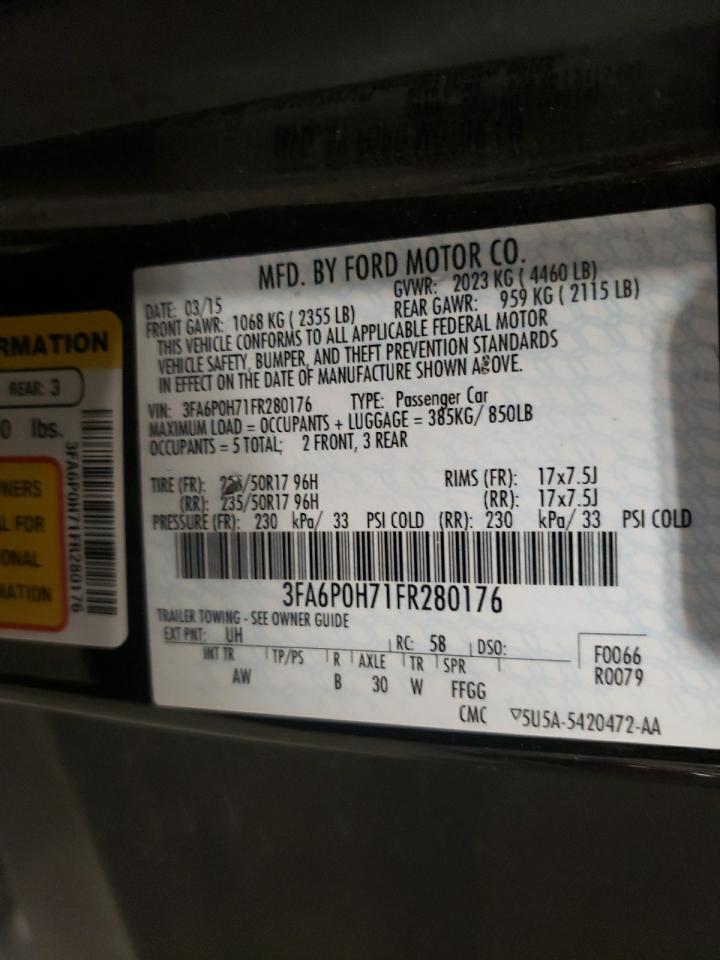 MFD. BY FORD MOTOR CO.
DATE: 03/15 GVWR: 2023 KG ( 4460 LB)
FRONT GAWR: 1068 KG ( 2355 LB) REAR GAWR: 959 KG ( 2115 LB)
THIS VEHICLE CONFORMS TO ALL APPLICABLE FEDERAL MOTOR
VEHICLE SAFETY, BUMPER, AND THEFT PREVENTION STANDARDS
IN EFFECT ON THE DATE OF MANUFACTURE SHOWN ABOVE.
VIN: 3FA6P0H71FR280176 TYPE: Passenger Car
MAXIMUM LOAD = OCCUPANTS + LUGGAGE = 385KG/ 850LB
OCCUPANTS = 5 TOTAL; 2 FRONT, 3 REAR
TIRE (FR): /50R17 96H RIMS (FR): 17x7.5J
(RR): 235/50R17 96H (RR): 17x7.5J
PRESSURE (FR): 230 kPa/ 33 PSI COLD (RR): 230 kPa/ 33 PSI COLD
3FA6P0H71FR280176
TRAILER TOWING - SEE OWNER GUIDE
EXT PNT: UH RC: 58 DSO:
INT TR TP/PS R AXLE TR SPR
AW B 30 W FFGG
F0066
R0079
CMC ▽5U5A-5420472-AA
RMATION
REAR: 3
0 lbs.
NERS
L FOR
ONAL
MATION
3FA6P0H71FR280176